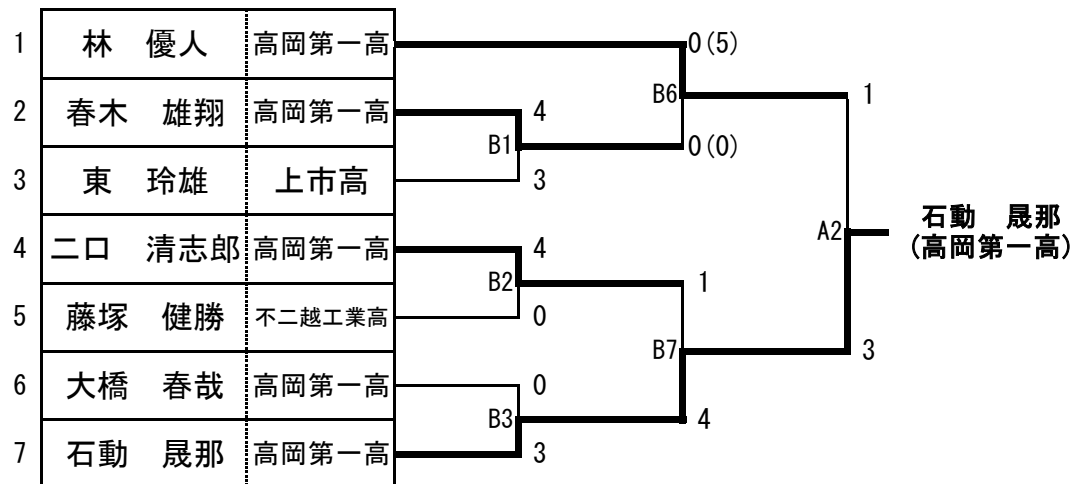 1 林 優人 高岡第一高 0(5)
B6 1
2 春木 雄翔 高岡第一高 4
B1 0(0)
3 東 玲雄 上市高 3
石動 晟那
A2
(高岡第一高)
4 二口 清志郎 高岡第一高 4
B2 1
5 藤塚 健勝 不二越工業高 0
B7 3
6 大橋 春哉 高岡第一高 0
B3 4
7 石動 晟那 高岡第一高 3